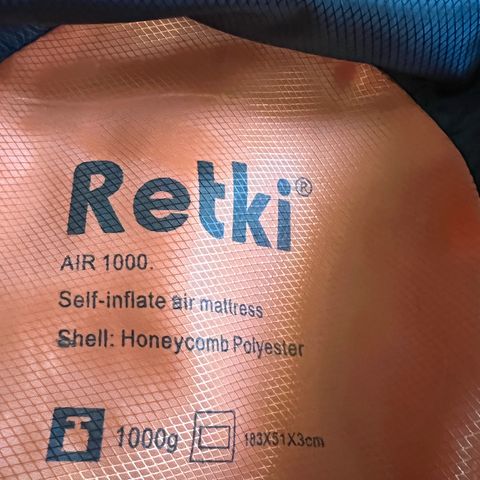 Retki®
AIR 1000.
Self-inflate air mattress
Shell: Honeycomb Polyester
1000g 183X51X3cm